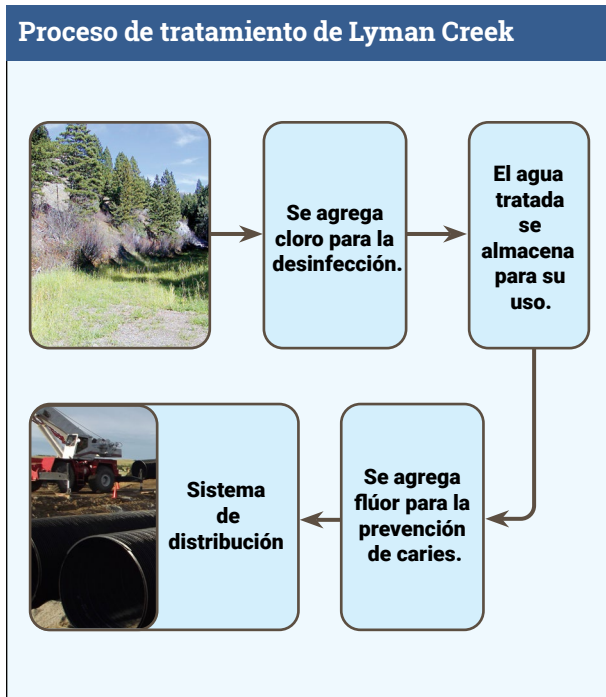 Proceso de tratamiento de Lyman Creek
Se agrega
cloro para la
desinfección.
El agua
tratada
se
almacena
para su
uso.
Se agrega
flúor para la
prevención
de caries.
Sistema
de
distribución